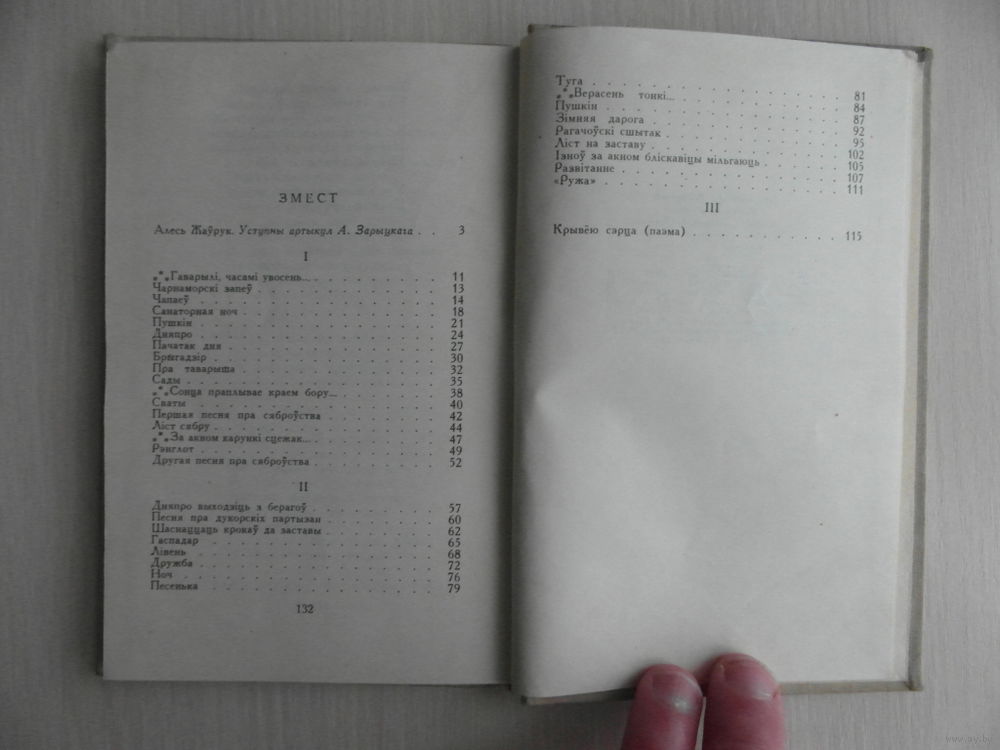 ЗМЕСТ
Алесь Жаўрук. Уступны артыкул А. Зарыцкага . . 3
I
*** Гаварылі, часамі увосень... 11
Чарнаморскі запеў 13
Чапаеў 14
Санаторная ноч 18
Пушкін 21
Дняпро 24
Пачатак дня 27
Брыгадзір 30
Пра таварыша 32
Сады 35
*** Сонца праплывае краем бору... 38
Сваты 40
Першая песня пра сяброўства 42
Ліст сябру 44
*** За акном карункі сцежак... 47
Рэнглот 49
Другая песня пра сяброўства 52
II
Дняпро выходзіць з берагоў 57
Песня пра дукорскіх партызан 60
Шаснаццаць крокаў да заставы 62
Гаспадар 65
Лівень 68
Дружба 72
Ноч 76
Песенька 79
132
Туга 81
*** Верасень тонкі... 84
Пушкін 87
Зімняя дарога 92
Рагачоўскі сшытак 95
Ліст на заставу 102
Ізноў за акном бліскавіцы мільгаюць 105
Развітанне 107
«Ружа» 111
III
Крывёю сэрца (паэма) 115
www.ay.by